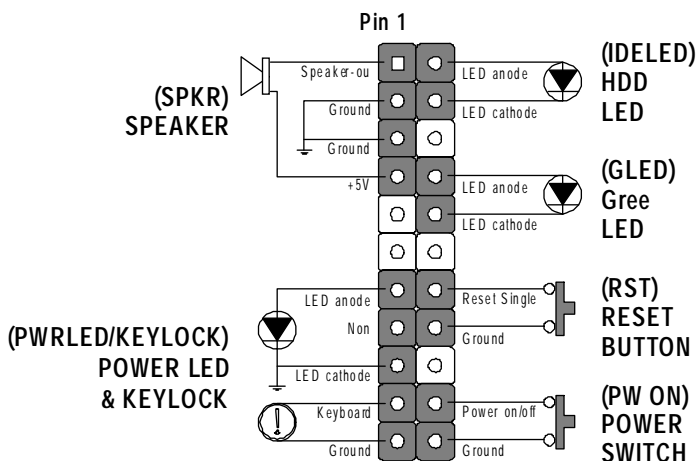 Pin 1
Speaker-ou
Ground
Ground
+5V
(SPKR)
SPEAKER
LED anode
LED cathode
(IDELED)
HDD
LED
LED anode
LED cathode
(GLED)
Gree
LED
LED anode
Non
LED cathode
Keyboard
Ground
(PWRLED/KEYLOCK)
POWER LED
& KEYLOCK
Reset Single
Ground
(RST)
RESET
BUTTON
Power on/off
Ground
(PW ON)
POWER
SWITCH